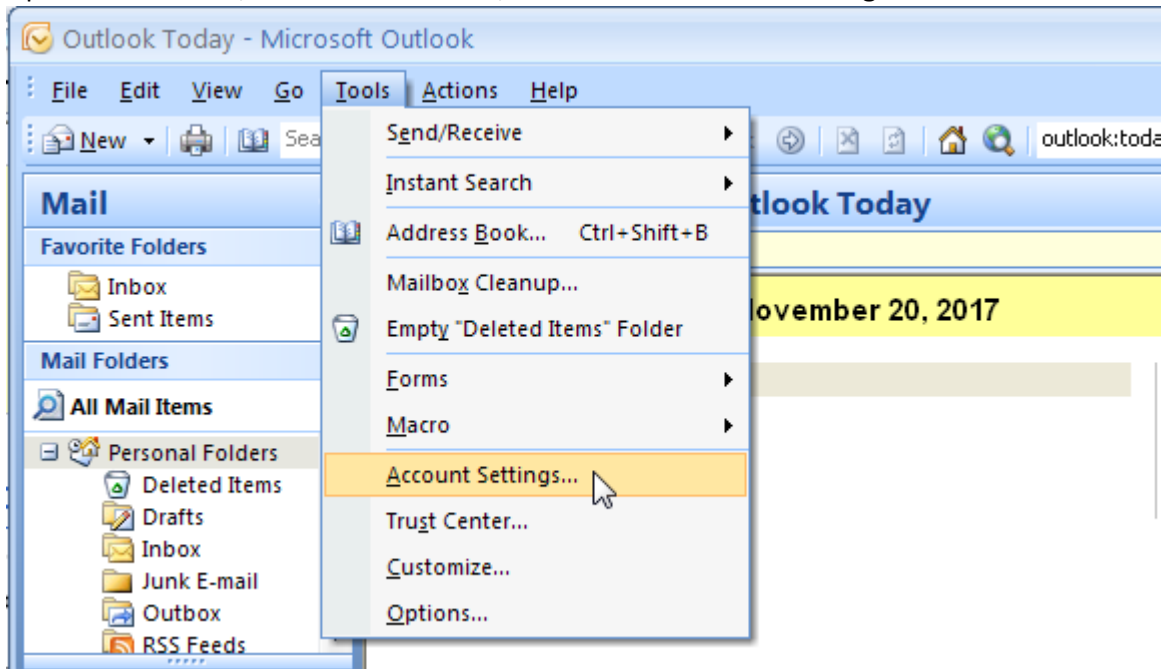 Outlook Today - Microsoft Outlook
File Edit View Go Tools Actions Help
New Sea outlook:toda
Send/Receive
Instant Search
Address Book... Ctrl+Shift+B
Mailbox Cleanup...
Empty "Deleted Items" Folder
Forms
Macro
Account Settings...
Trust Center...
Customize...
Options...
Mail
tlook Today
Favorite Folders
Inbox
Sent Items
ovember 20, 2017
Mail Folders
All Mail Items
Personal Folders
Deleted Items
Drafts
Inbox
Junk E-mail
Outbox
RSS Feeds